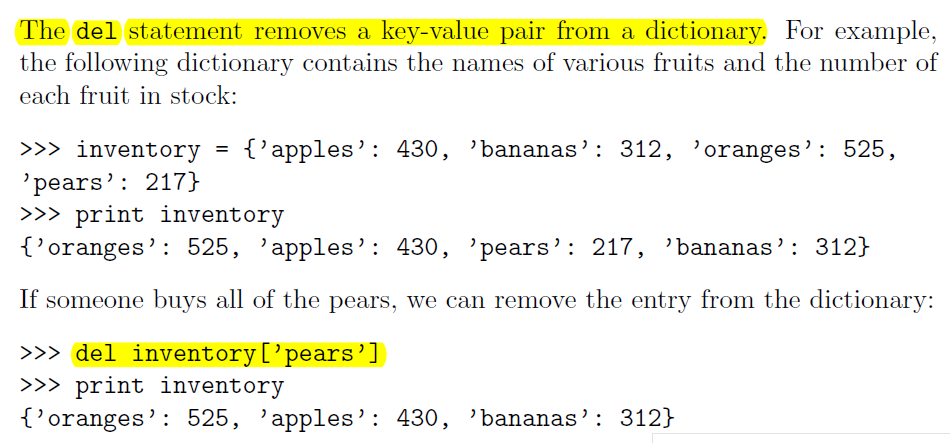 The del statement removes a key-value pair from a dictionary. For example,
the following dictionary contains the names of various fruits and the number of
each fruit in stock:
>>> inventory = {’apples’: 430, ’bananas’: 312, ’oranges’: 525,
’pears’: 217}
>>> print inventory
{’oranges’: 525, ’apples’: 430, ’pears’: 217, ’bananas’: 312}
If someone buys all of the pears, we can remove the entry from the dictionary:
>>> del inventory[’pears’]
>>> print inventory
{’oranges’: 525, ’apples’: 430, ’bananas’: 312}